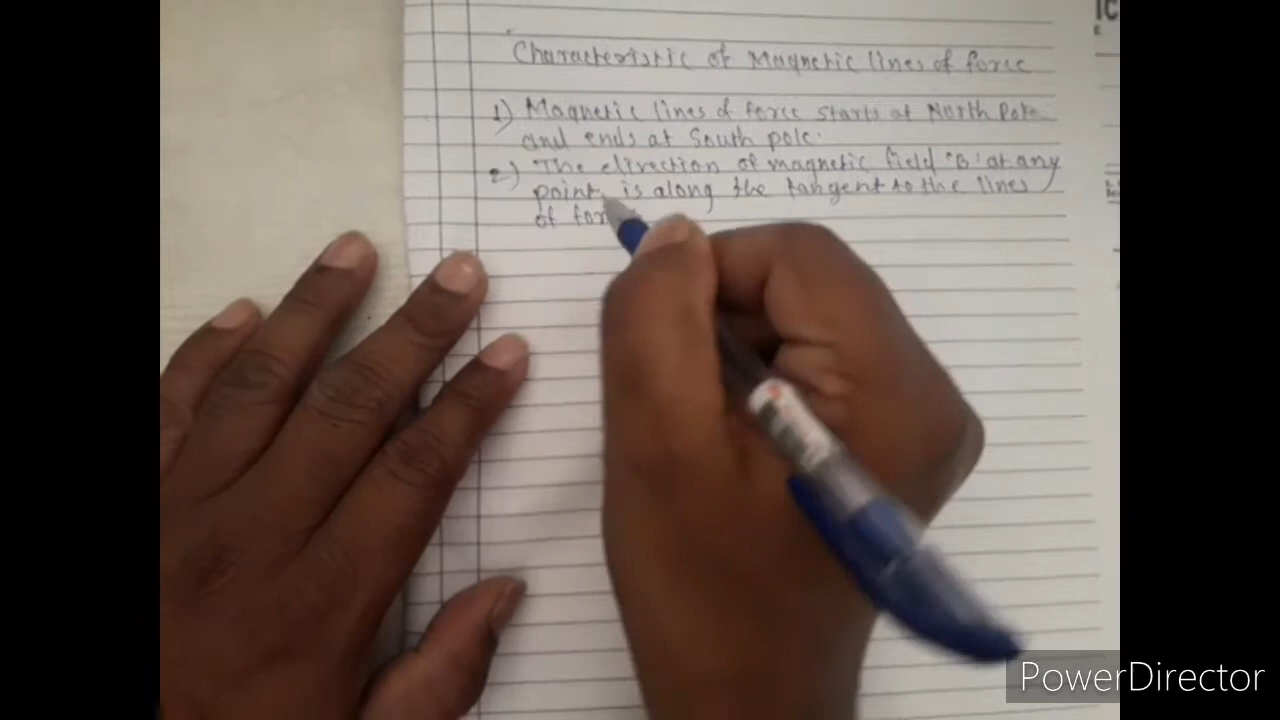 Characteristic of Magnetic lines of force
1) Magnetic lines of force starts at North Pole
and ends at South pole.
2) The direction of magnetic field 'B' at any
point, is along the tangent to the lines
of for
IC
PowerDirector